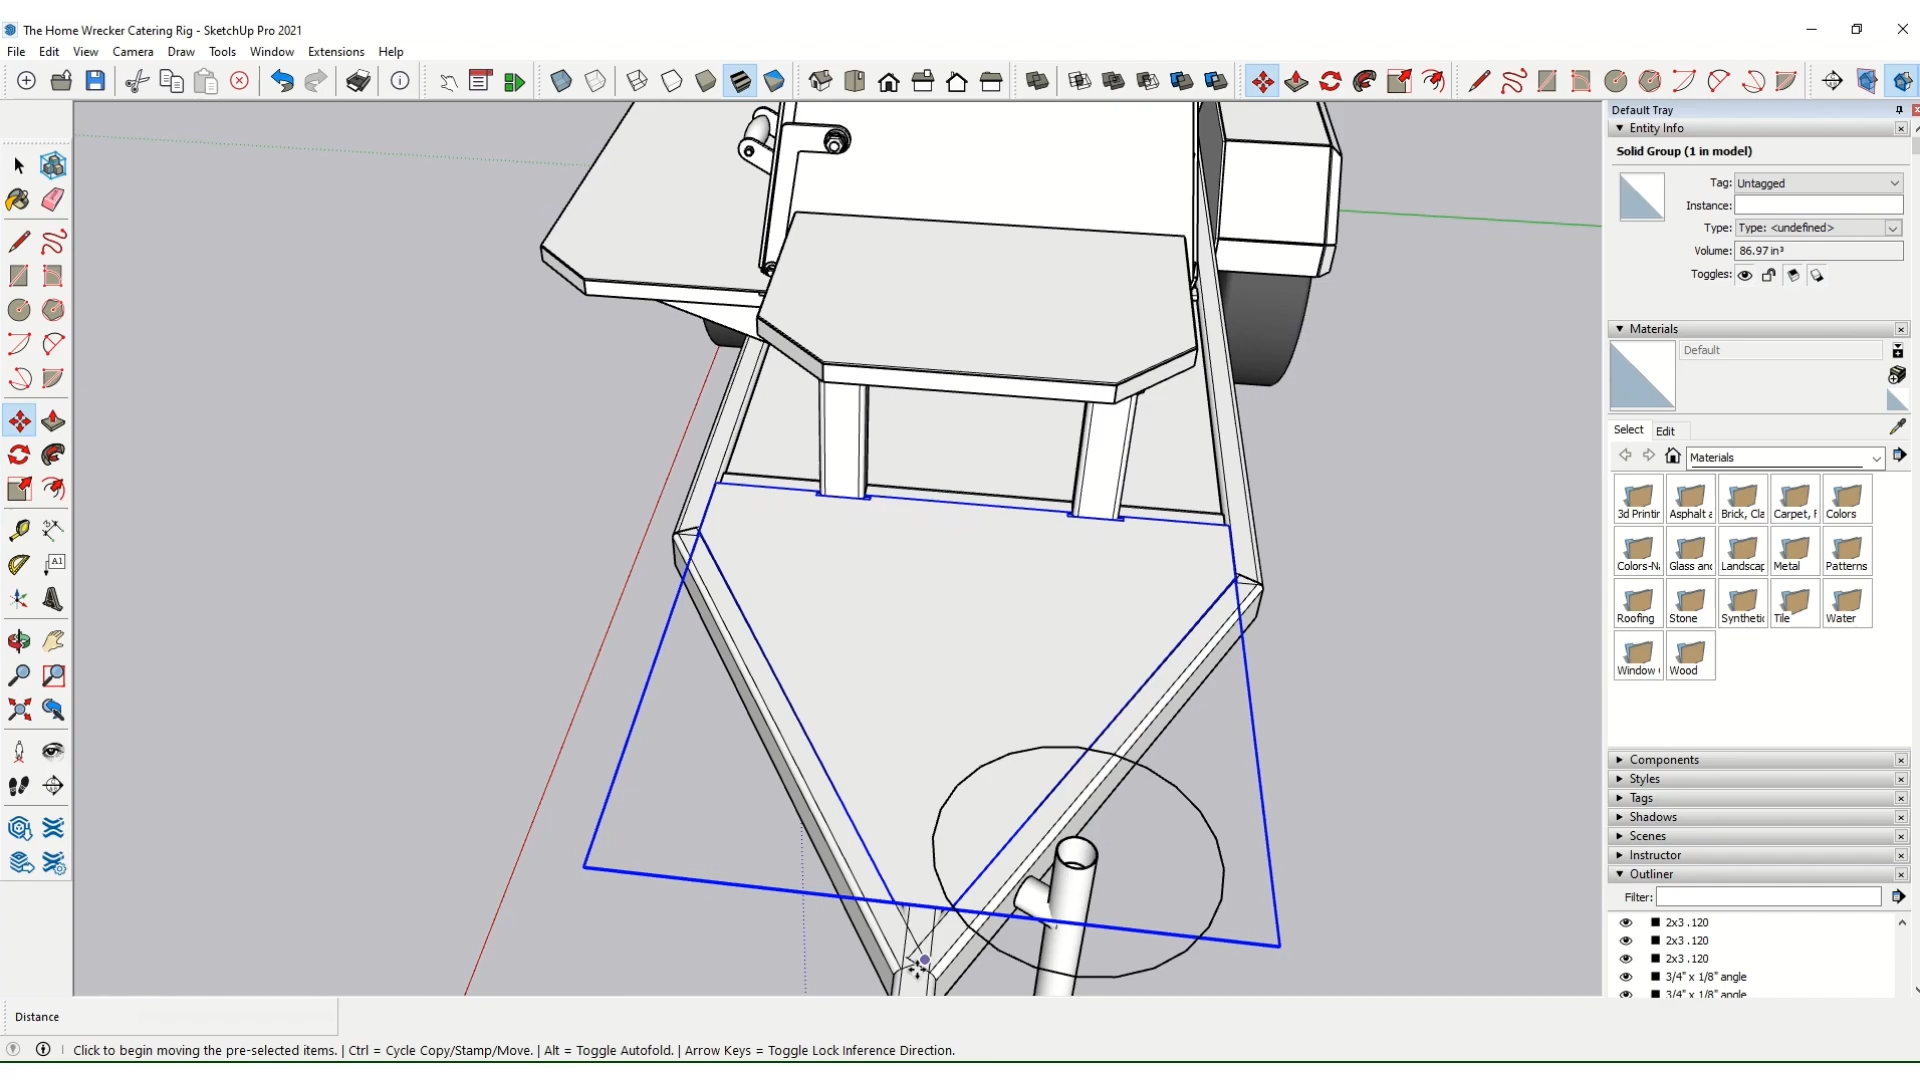 The Home Wrecker Catering Rig - SketchUp Pro 2021
File Edit View Camera Draw Tools Window Extensions Help
Default Tray
Entity Info
Solid Group (1 in model)
Tag: Untagged
Instance:
Type: Type: <undefined>
Volume: 86.97 in³
Toggles:
Materials
Default
Select Edit
Materials
3d Printir Asphalt a Brick, Cla Carpet, F Colors
Colors-N Glass and Landscap Metal Patterns
Roofing Stone Synthetic Tile Water
Window Wood
Components
Styles
Tags
Shadows
Scenes
Instructor
Outliner
Filter:
2x3 .120
2x3 .120
2x3 .120
3/4" x 1/8" angle
3/4" x 1/8" angle
A1
Distance
Click to begin moving the pre-selected items. | Ctrl = Cycle Copy/Stamp/Move. | Alt = Toggle Autofold. | Arrow Keys = Toggle Lock Inference Direction.